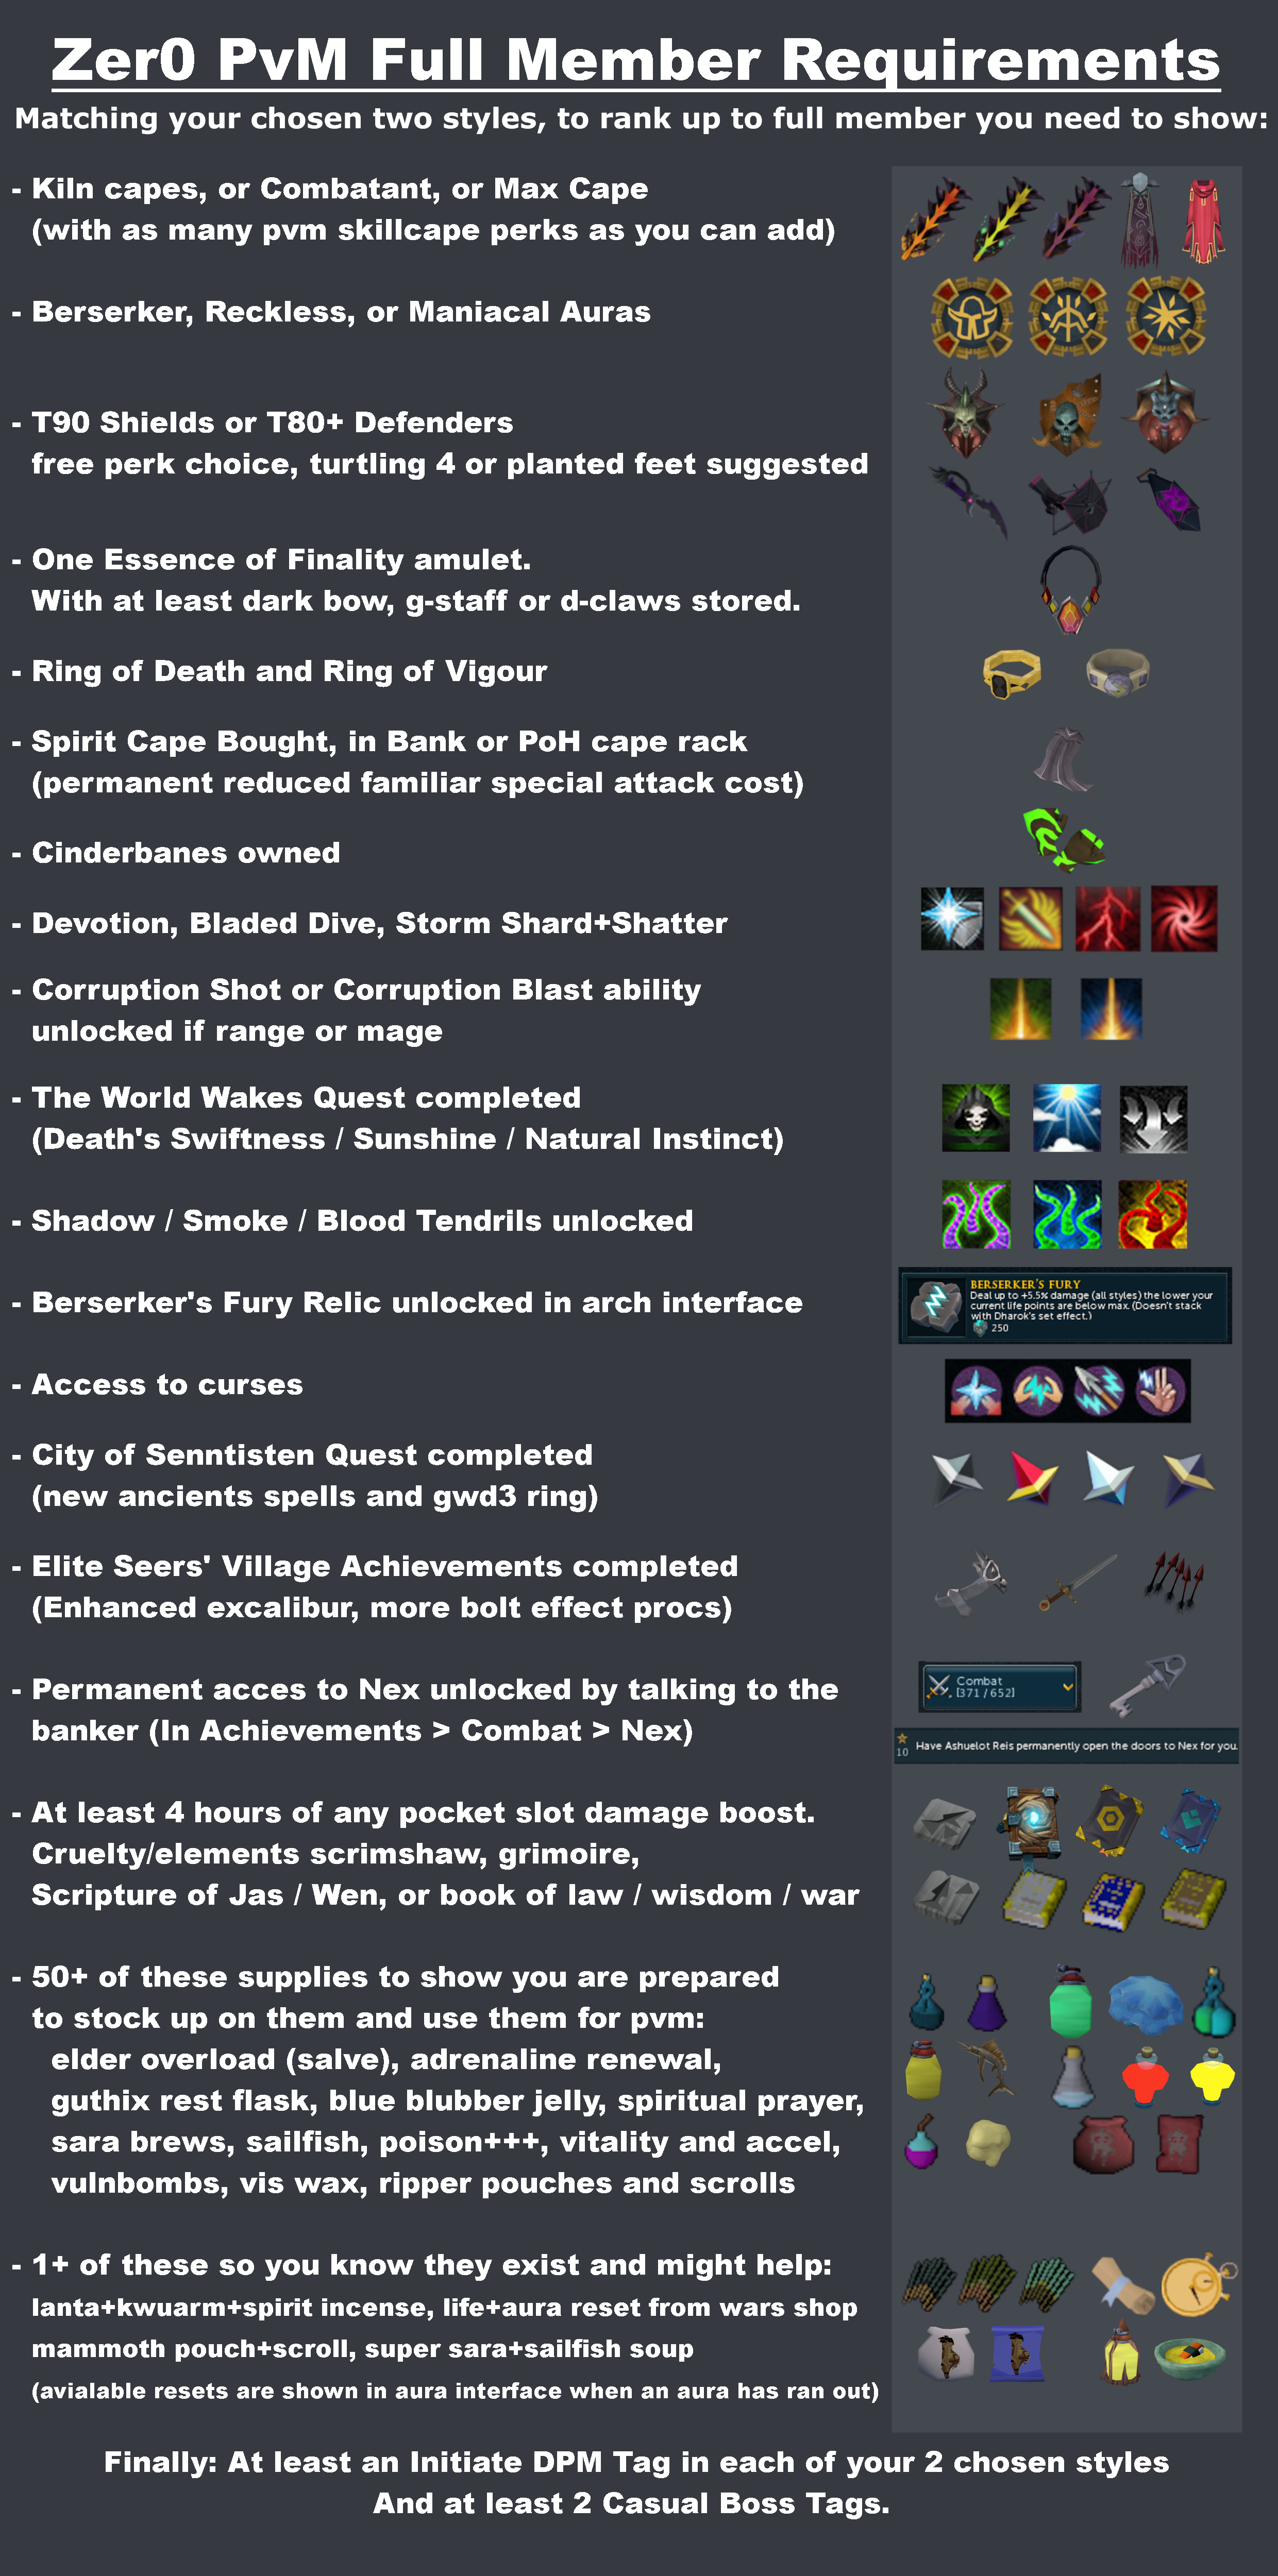 Zer0 PvM Full Member Requirements
Matching your chosen two styles, to rank up to full member you need to show:
- Kiln capes, or Combatant, or Max Cape
(with as many pvm skillcape perks as you can add)
- Berserker, Reckless, or Maniacal Auras
- T90 Shields or T80+ Defenders
free perk choice, turtling 4 or planted feet suggested
- One Essence of Finality amulet.
With at least dark bow, g-staff or d-claws stored.
- Ring of Death and Ring of Vigour
- Spirit Cape Bought, in Bank or PoH cape rack
(permanent reduced familiar special attack cost)
- Cinderbanes owned
- Devotion, Bladed Dive, Storm Shard+Shatter
- Corruption Shot or Corruption Blast ability
unlocked if range or mage
- The World Wakes Quest completed
(Death's Swiftness / Sunshine / Natural Instinct)
- Shadow / Smoke / Blood Tendrils unlocked
- Berserker's Fury Relic unlocked in arch interface
BERSERKER'S FURY
Deal up to +5.5% damage (all styles) the lower your
current life points are below max. (Doesn't stack
with Dharok's set effect.)
250
- Access to curses
- City of Senntisten Quest completed
(new ancients spells and gwd3 ring)
- Elite Seers' Village Achievements completed
(Enhanced excalibur, more bolt effect procs)
- Permanent acces to Nex unlocked by talking to the
banker (In Achievements > Combat > Nex)
Combat
[371 / 652]
10 Have Ashuelot Reis permanently open the doors to Nex for you.
- At least 4 hours of any pocket slot damage boost.
Cruelty/elements scrimshaw, grimoire,
Scripture of Jas / Wen, or book of law / wisdom / war
- 50+ of these supplies to show you are prepared
to stock up on them and use them for pvm:
elder overload (salve), adrenaline renewal,
guthix rest flask, blue blubber jelly, spiritual prayer,
sara brews, sailfish, poison+++, vitality and accel,
vulnbombs, vis wax, ripper pouches and scrolls
- 1+ of these so you know they exist and might help:
lanta+kwuarm+spirit incense, life+aura reset from wars shop
mammoth pouch+scroll, super sara+sailfish soup
(avialable resets are shown in aura interface when an aura has ran out)
Finally: At least an Initiate DPM Tag in each of your 2 chosen styles
And at least 2 Casual Boss Tags.